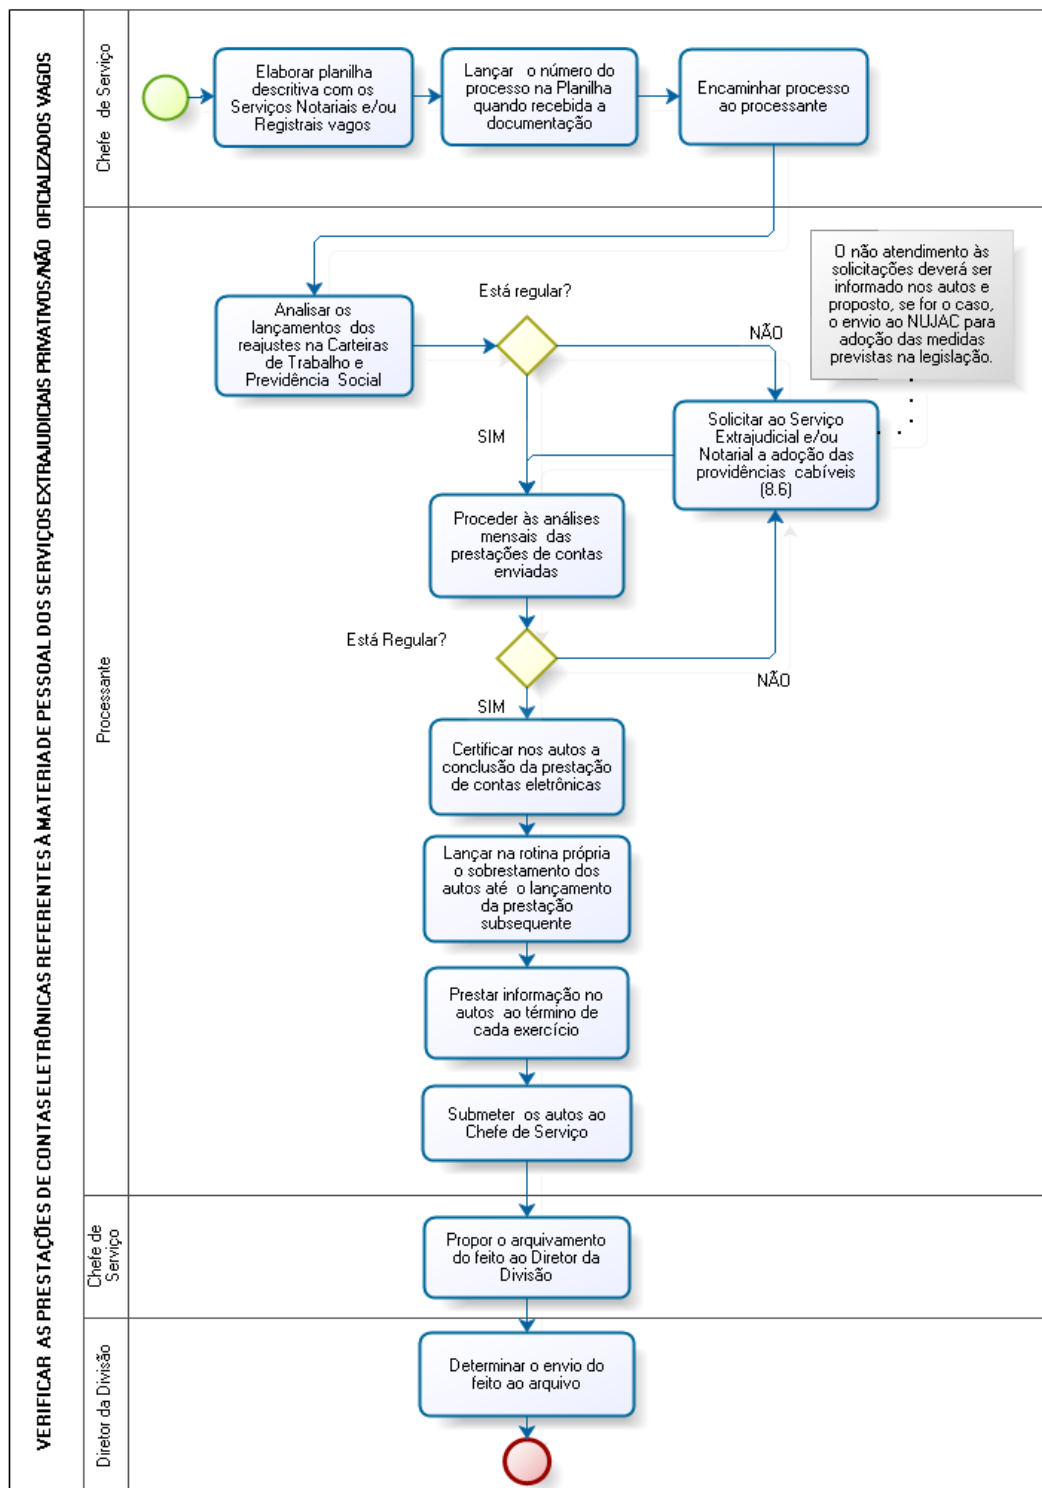 VERIFICAR AS PRESTAÇÕES DE CONTAS ELETRÔNICAS REFERENTES À MATERIA DE PESSOAL DOS SERVIÇOS EXTRAJUDICIAIS PRIVATIVOS/NÃO OFICIALIZADOS VAGOS
Chefe de Serviço
Elaborar planilha
descritiva com os
Serviços Notariais e/ou
Registrais vagos
Lançar o número do
processo na Planilha
quando recebida a
documentação
Encaminhar processo
ao processante
Processante
O não atendimento às
solicitações deverá ser
informado nos autos e
proposto, se for o caso,
o envio ao NUJAC para
adoção das medidas
previstas na legislação.
Analisar os
lançamentos dos
reajustes na Carteiras
de Trabalho e
Previdência Social
Está regular?
NÃO
SIM
Solicitar ao Serviço
Extrajudicial e/ou
Notarial a adoção das
providências cabíveis
(8.6)
Proceder às análises
mensais das
prestações de contas
enviadas
Está Regular?
NÃO
SIM
Certificar nos autos a
conclusão da prestação
de contas eletrônicas
Lançar na rotina própria
o sobrestamento dos
autos até o lançamento
da prestação
subsequente
Prestar informação no
autos ao término de
cada exercício
Submeter os autos ao
Chefe de Serviço
Chefe de
Serviço
Propor o arquivamento
do feito ao Diretor da
Divisão
Diretor da Divisão
Determinar o envio do
feito ao arquivo